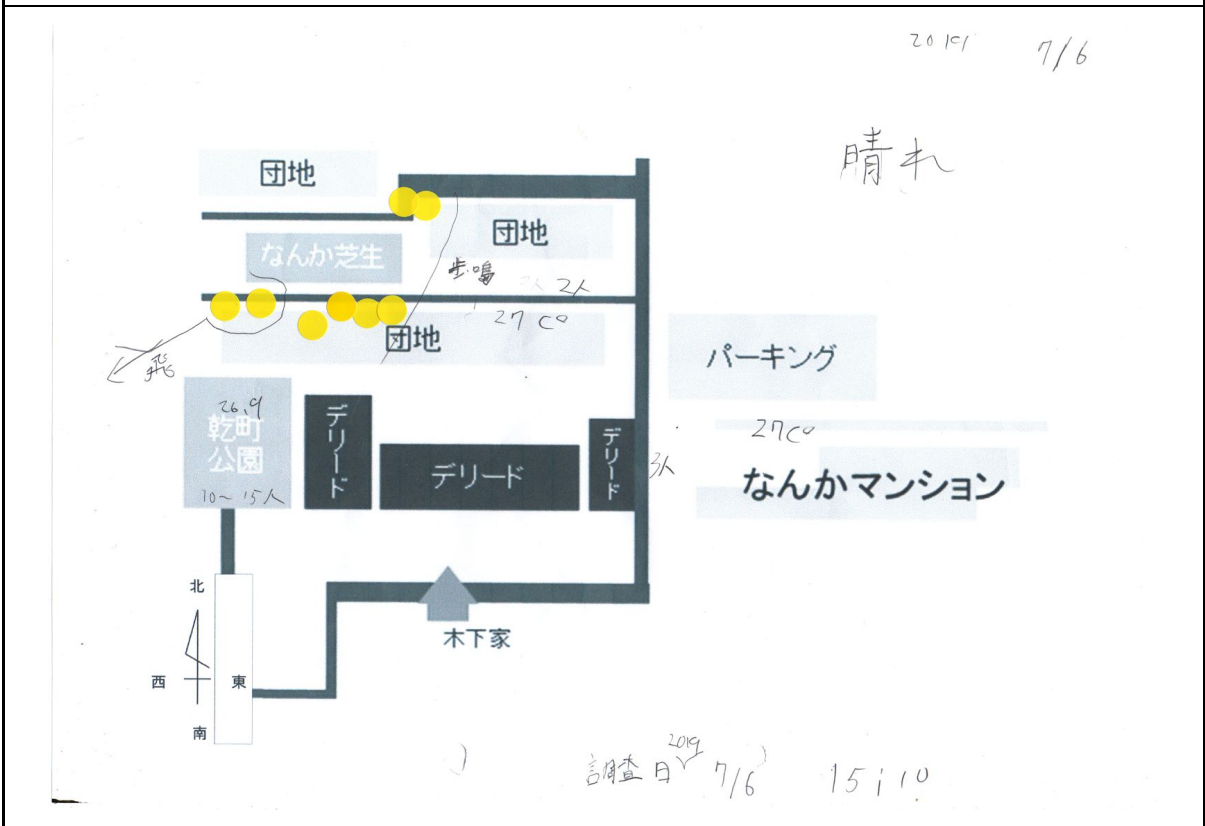 2019 7/6
晴れ
団地
団地
なんか芝生
歩・鳴
2人
27 C°
団地
飛
パーキング
26.9
乾町
公園
10～15人
デリード
デリード
デリード
3人
27C°
なんかマンション
北
西
東
南
木下家
調査日 2019 7/6 15:10